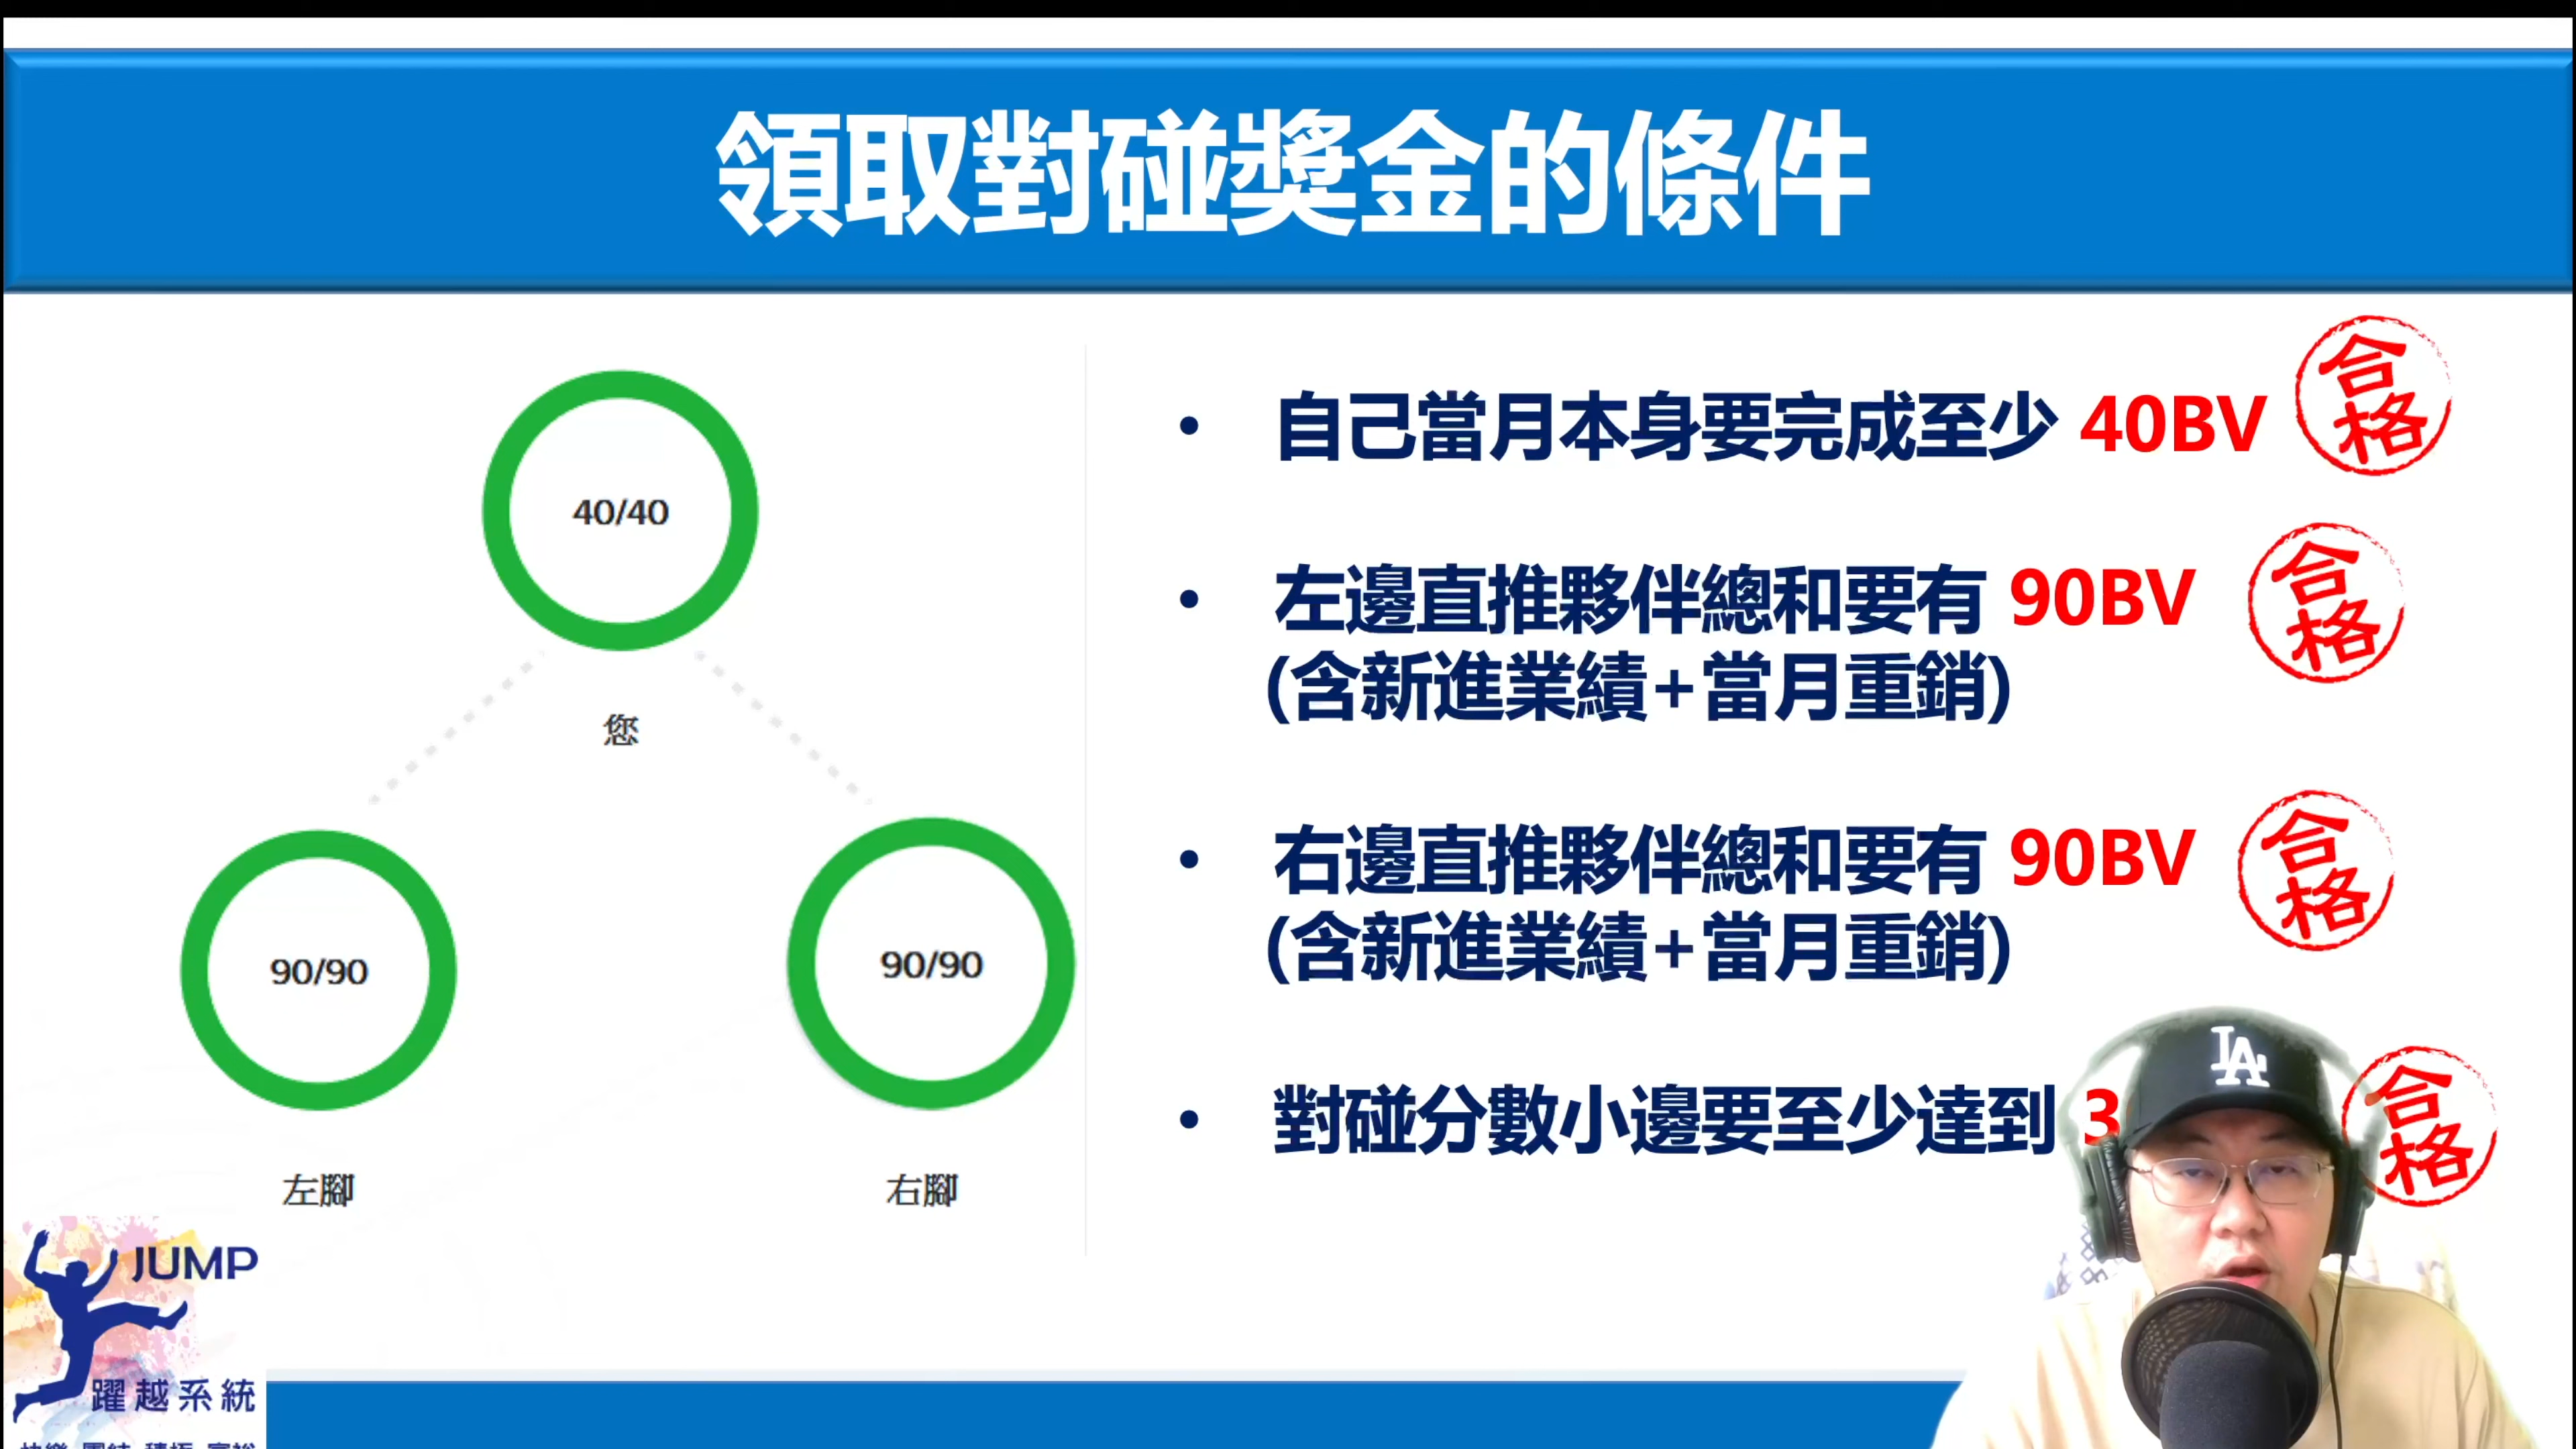 領取對碰獎金的條件
40/40
您
90/90
左腳
90/90
右腳
• 自己當月本身要完成至少 40BV
合格
• 左邊直推夥伴總和要有 90BV
(含新進業績+當月重銷)
合格
• 右邊直推夥伴總和要有 90BV
(含新進業績+當月重銷)
合格
• 對碰分數小邊要至少達到 3
合格
LA
JUMP
躍越系統